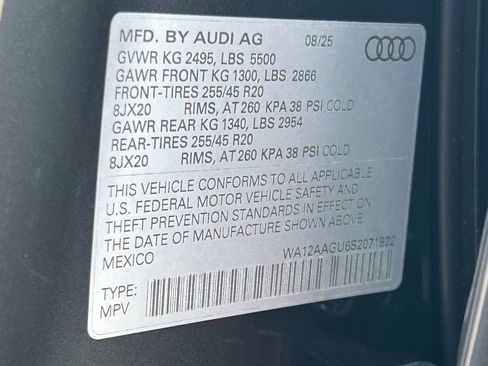 MFD. BY AUDI AG 08/25
GVWR KG 2495, LBS 5500
GAWR FRONT KG 1300, LBS 2866
FRONT-TIRES 255/45 R20
8JX20 RIMS, AT 260 KPA 38 PSI COLD
GAWR REAR KG 1340, LBS 2954
REAR-TIRES 255/45 R20
8JX20 RIMS, AT 260 KPA 38 PSI COLD
THIS VEHICLE CONFORMS TO ALL APPLICABLE
U.S. FEDERAL MOTOR VEHICLE SAFETY AND
THEFT PREVENTION STANDARDS IN EFFECT ON
THE DATE OF MANUFACTURE SHOWN ABOVE.
MEXICO WA12AAGU6S2071922
TYPE:
MPV